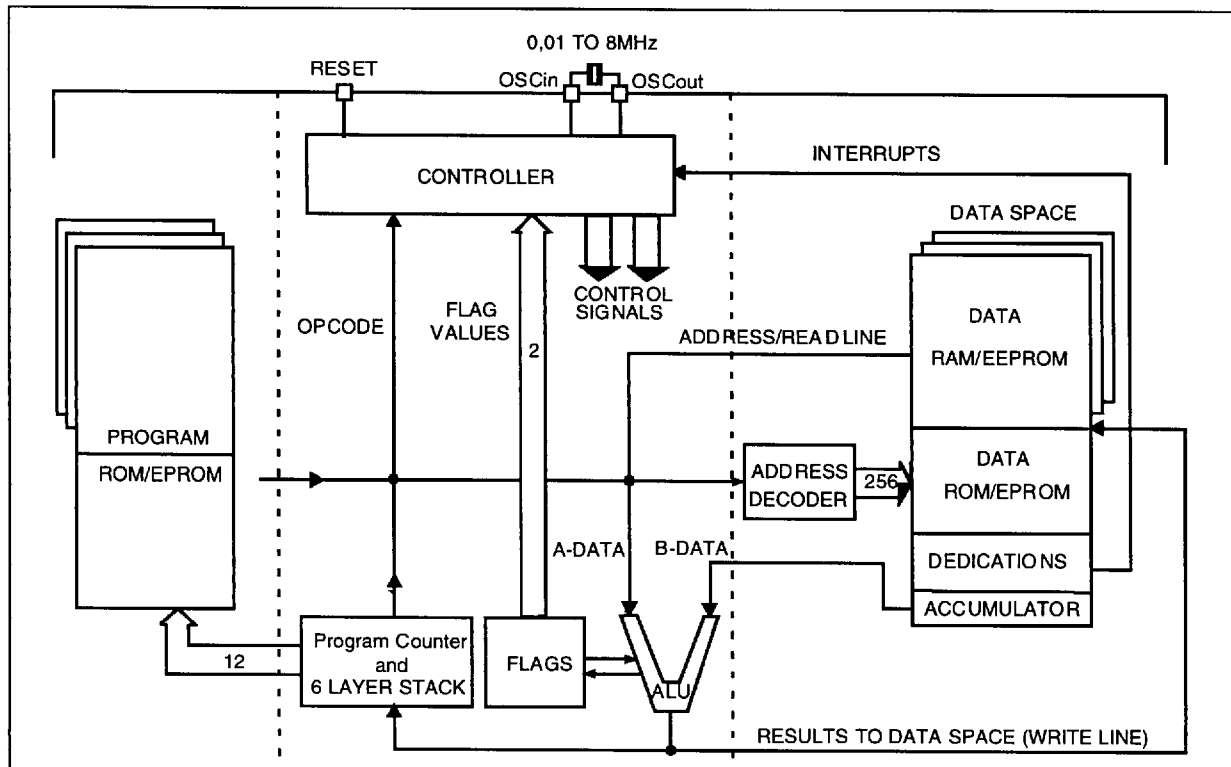 0,01 TO 8MHz
RESET
OSCin
OSCout
INTERRUPTS
CONTROLLER
DATA SPACE
CONTROL
SIGNALS
OPCODE
FLAG
VALUES
2
DATA
RAM/EEPROM
ADDRESS/READ LINE
PROGRAM
ROM/EPROM
ADDRESS
DECODER
256
DATA
ROM/EPROM
A-DATA
B-DATA
DEDICATIONS
ACCUMULATOR
12
Program Counter
and
6 LAYER STACK
FLAGS
ALU
RESULTS TO DATA SPACE (WRITE LINE)